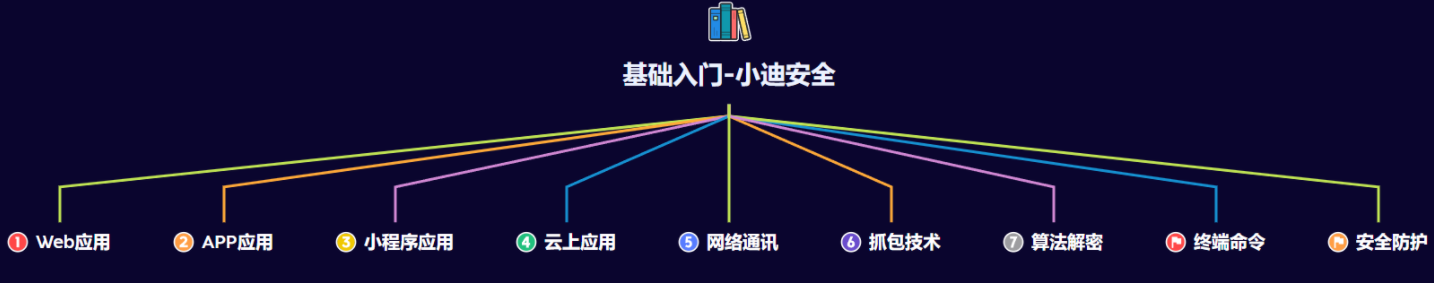 基础入门-小迪安全
1 Web应用
2 APP应用
3 小程序应用
4 云上应用
5 网络通讯
6 抓包技术
7 算法解密
终端命令
安全防护